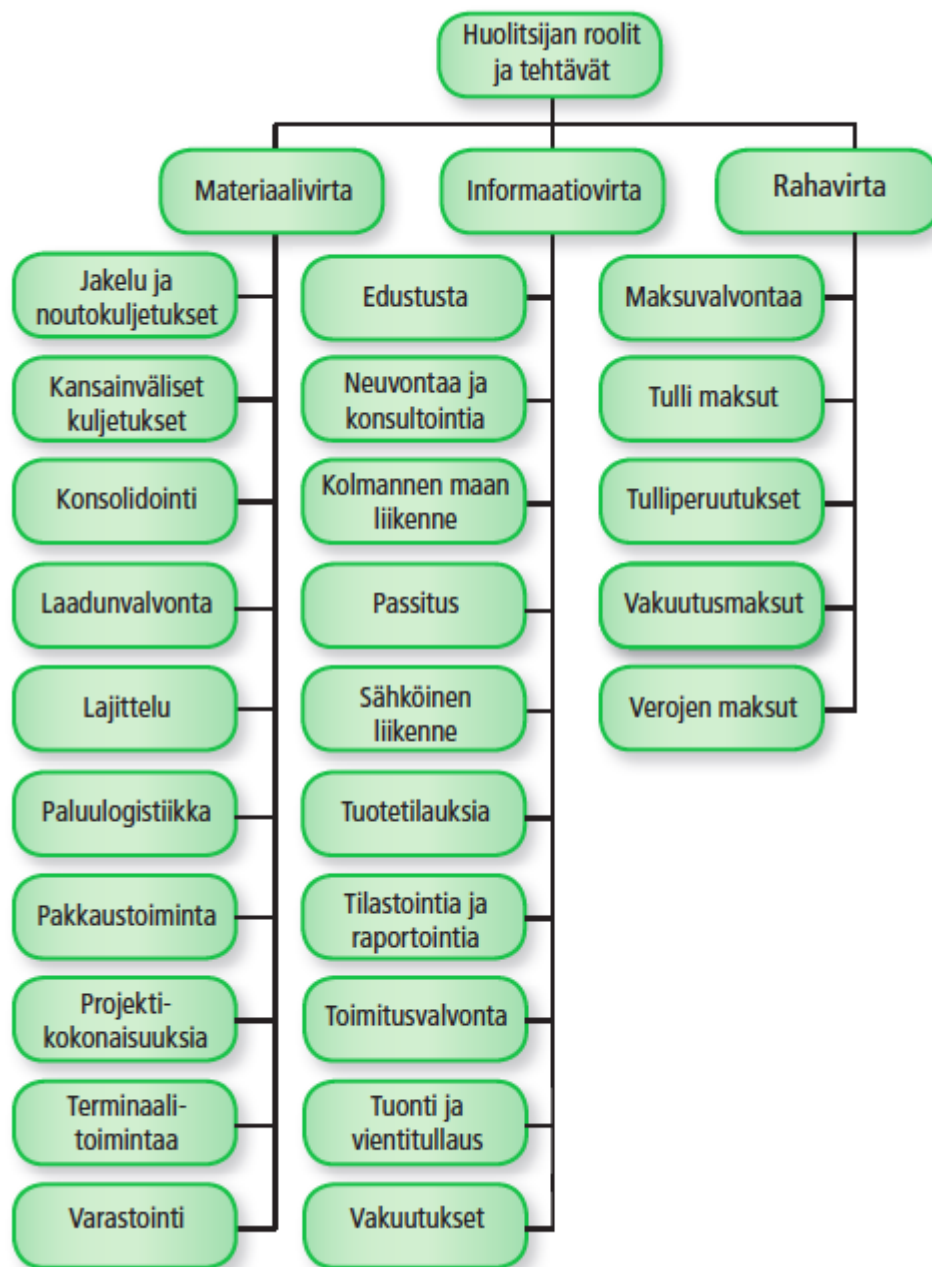 Huolitsijan roolit
ja tehtävät
Materiaalivirta
Informaatiovirta
Rahavirta
Jakelu ja
noutokuljetukset
Kansainväliset
kuljetukset
Konsolidointi
Laadunvalvonta
Lajittelu
Paluulogistiikka
Pakkaustoiminta
Projekti-
kokonaisuuksia
Terminaali-
toimintaa
Varastointi
Edustusta
Neuvontaa ja
konsultointia
Kolmannen maan
liikenne
Passitus
Sähköinen
liikenne
Tuotetilauksia
Tilastointia ja
raportointia
Toimitusvalvonta
Tuonti ja
vientitullaus
Vakuutukset
Maksuvalvontaa
Tulli maksut
Tulliperuutukset
Vakuutusmaksut
Verojen maksut